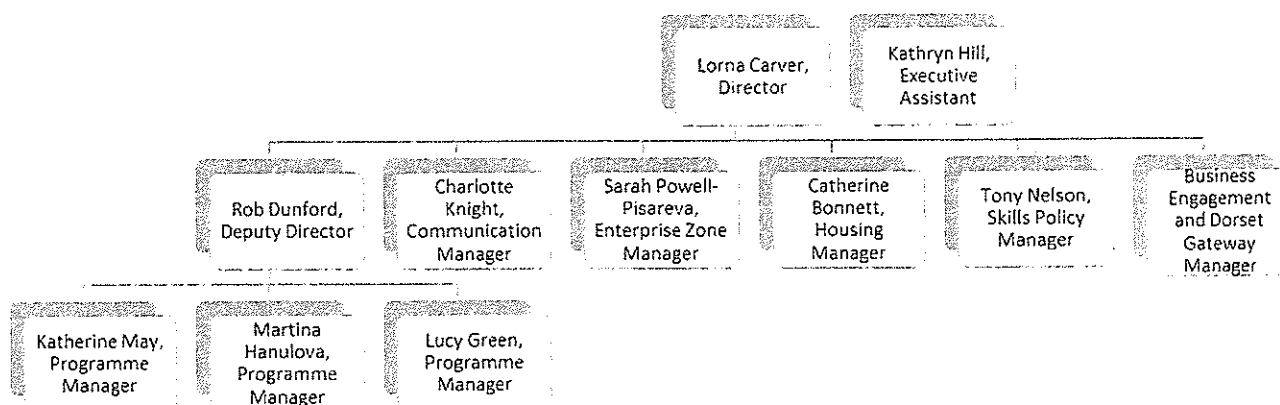 Lorna Carver,
Director
Kathryn Hill,
Executive
Assistant
Rob Dunford,
Deputy Director
Charlotte
Knight,
Communication
Manager
Sarah Powell-
Pisareva,
Enterprise Zone
Manager
Catherine
Bonnett,
Housing
Manager
Tony Nelson,
Skills Policy
Manager
Business
Engagement
and Dorset
Gateway
Manager
Katherine May,
Programme
Manager
Martina
Hanulova,
Programme
Manager
Lucy Green,
Programme
Manager